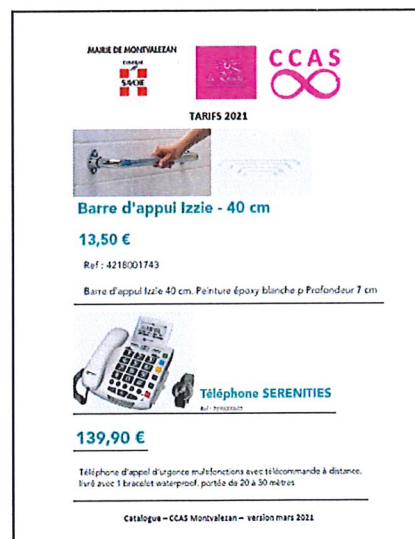 MAIRIE DE MONTVALEZAN
SAVOIE
CCAS
TARIFS 2021
Barre d'appui Izzie - 40 cm
13,50 €
Ref : 4218001743
Barre d'appui Izzie 40 cm. Peinture époxy blanche p Profondeur 7 cm
Téléphone SERENITIES
139,90 €
Téléphone d'appel d'urgence multifonctions avec télécommande à distance,
livré avec 1 bracelet waterproof, portée de 20 à 30 mètres
Catalogue – CCAS Montvalezan – version mars 2021